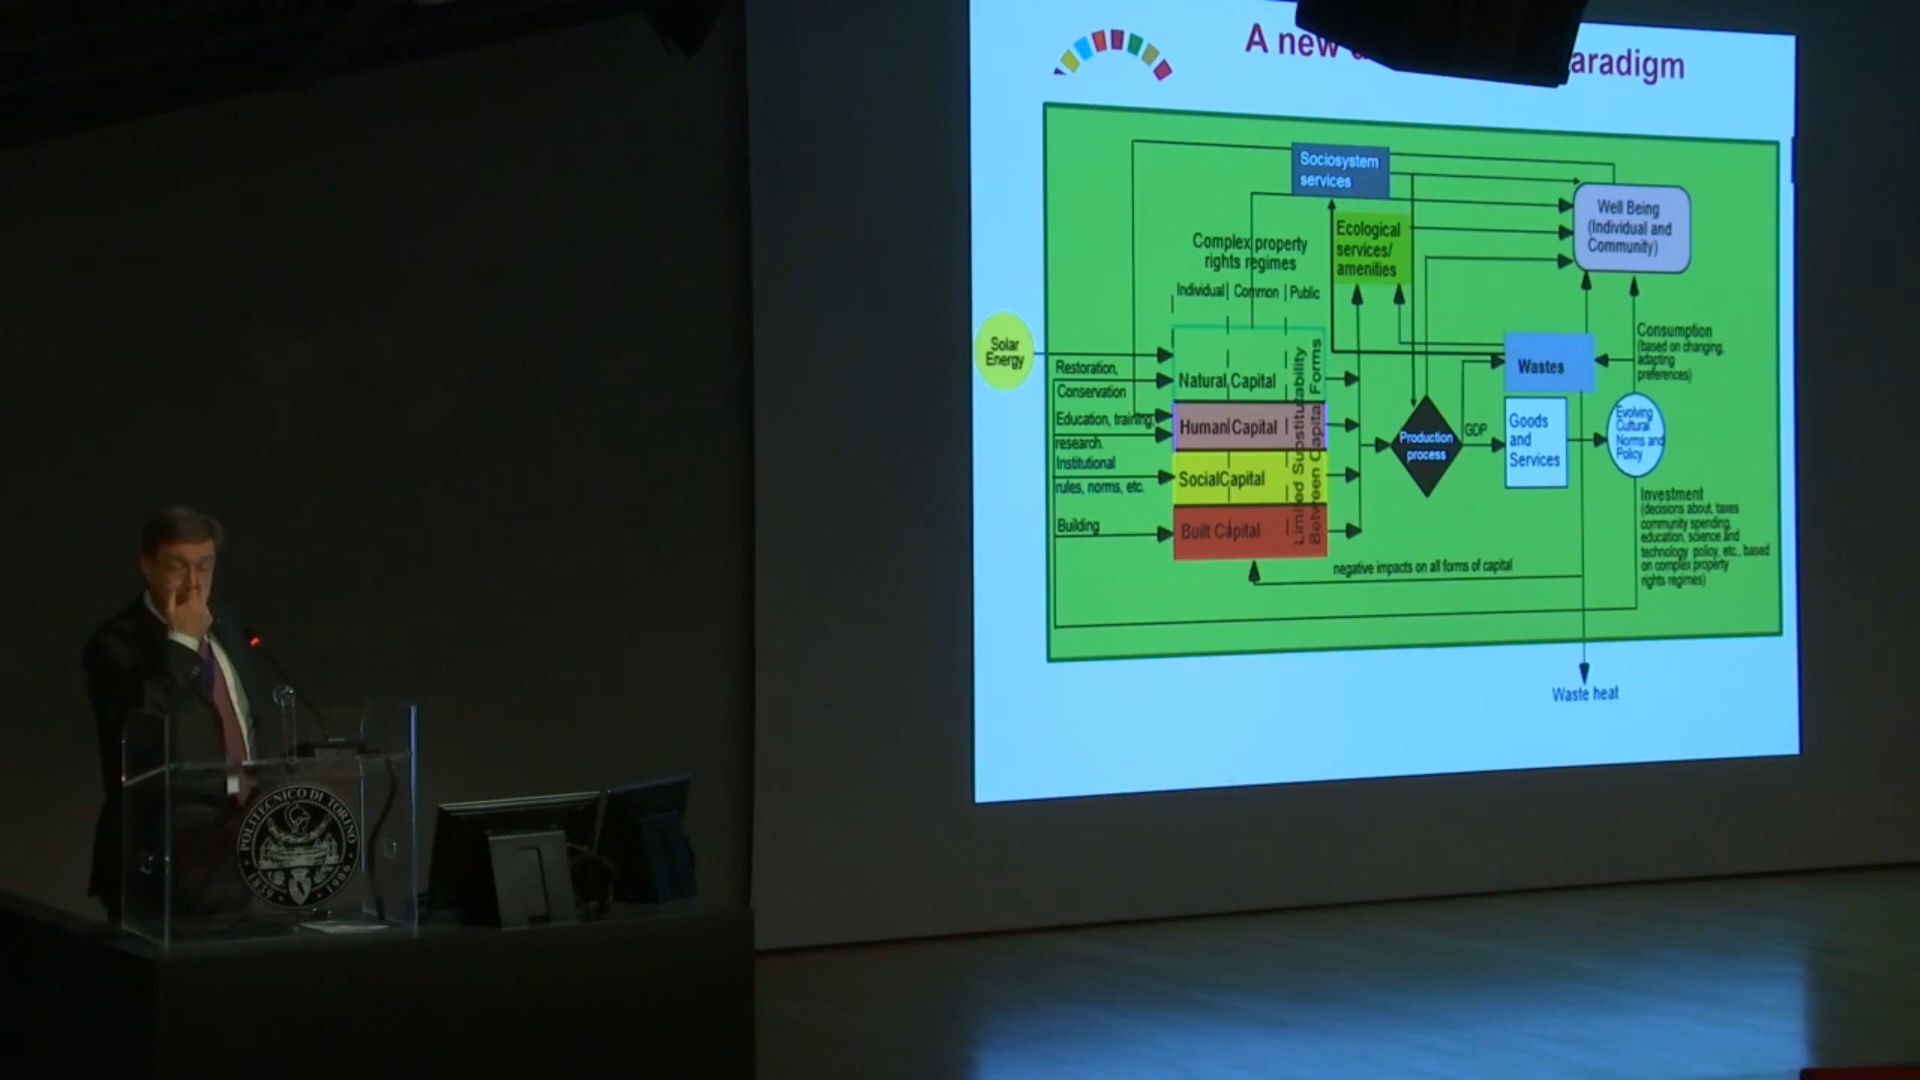 A new
aradigm
Sociosystem
services
Well Being
(Individual and
Community)
Ecological
services/
amenities
Complex property
rights regimes
Individual | Common | Public
Solar
Energy
Restoration,
Conservation
Education, training,
research.
Institutional
rules, norms, etc.
Building
Natural Capital
Human Capital
Social Capital
Built Capital
Limited Substitutability
Between Capital Forms
Production
process
GDP
Wastes
Goods
and
Services
Consumption
(based on changing,
adapting
preferences)
Evolving
Cultural
Norms and
Policy
Investment
(decisions about, taxes
community spending,
education, science and
technology policy, etc., based
on complex property
rights regimes)
negative impacts on all forms of capital
Waste heat
POLITECNICO DI TORINO
1859 1906